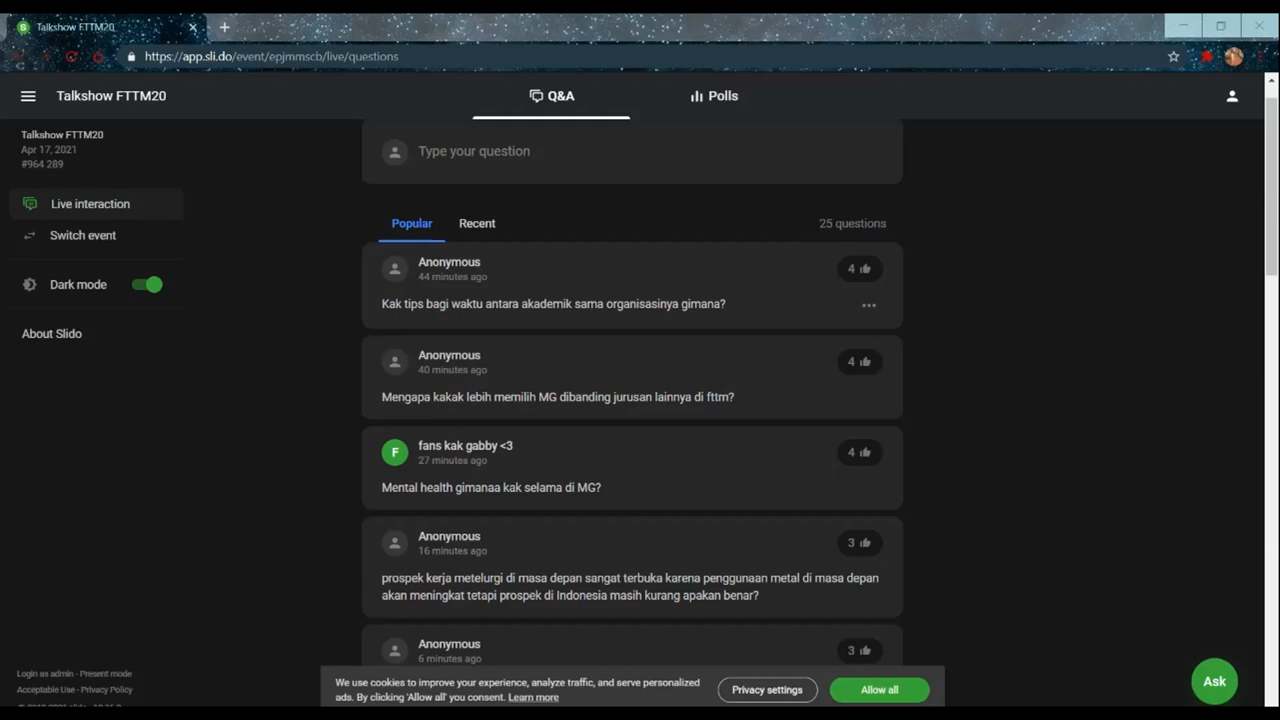 Talkshow FTTM20
https://app.sli.do/event/epjmmscb/live/questions
Talkshow FTTM20
Q&A
Polls
Talkshow FTTM20
Apr 17, 2021
#964 289
Live interaction
Switch event
Dark mode
About Slido
Type your question
Popular
Recent
25 questions
Anonymous
44 minutes ago
4
Kak tips bagi waktu antara akademik sama organisasinya gimana?
Anonymous
40 minutes ago
4
Mengapa kakak lebih memilih MG dibanding jurusan lainnya di fttm?
F
fans kak gabby <3
27 minutes ago
4
Mental health gimanaa kak selama di MG?
Anonymous
16 minutes ago
3
prospek kerja metelurgi di masa depan sangat terbuka karena penggunaan metal di masa depan
akan meningkat tetapi prospek di Indonesia masih kurang apakan benar?
Anonymous
6 minutes ago
3
Login as admin - Present mode
Acceptable Use - Privacy Policy
We use cookies to improve your experience, analyze traffic, and serve personalized
ads. By clicking 'Allow all' you consent. Learn more
Privacy settings
Allow all
Ask